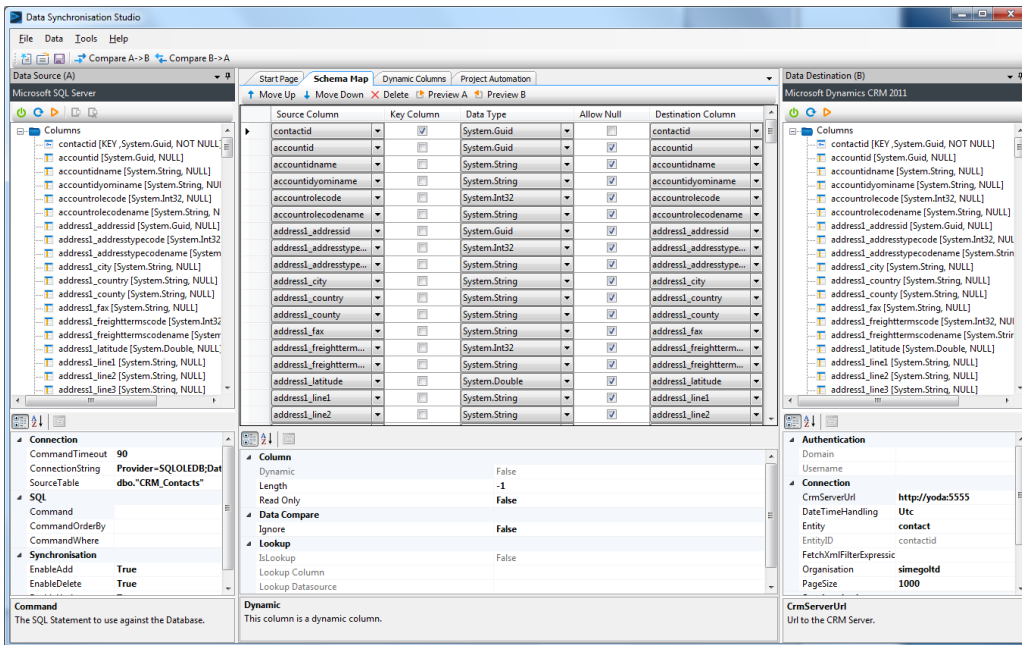 Data Synchronisation Studio
File Data Tools Help
Compare A->B Compare B->A
Data Source (A)
Microsoft SQL Server
Columns
contactid [KEY ,System.Guid, NOT NULL
accountid [System.Guid, NULL]
accountidname [System.String, NULL]
accountidyominame [System.String, NUL
accountrolecode [System.Int32, NULL]
accountrolecodename [System.String, N
address1_addressid [System.Guid, NULL]
address1_addresstypecode [System.Int32
address1_addresstypecodename [System
address1_city [System.String, NULL]
address1_country [System.String, NULL]
address1_county [System.String, NULL]
address1_fax [System.String, NULL]
address1_freighttermscode [System.Int32
address1_freighttermscodename [System
address1_latitude [System.Double, NULL]
address1_line1 [System.String, NULL]
address1_line2 [System.String, NULL]
address1_line3 [System.String, NULL]
Connection
CommandTimeout 90
ConnectionString Provider=SQLOLEDB;Dat
SourceTable dbo."CRM_Contacts"
SQL
Command
CommandOrderBy
CommandWhere
Synchronisation
EnableAdd True
EnableDelete True
Command
The SQL Statement to use against the Database.
Start Page Schema Map Dynamic Columns Project Automation
Move Up Move Down Delete Preview A Preview B
Source Column Key Column Data Type Allow Null Destination Column
contactid System.Guid contactid
accountid System.Guid accountid
accountidname System.String accountidname
accountidyominame System.String accountidyominame
accountrolecode System.Int32 accountrolecode
accountrolecodename System.String accountrolecodename
address1_addressid System.Guid address1_addressid
address1_addresstype... System.Int32 address1_addresstype...
address1_addresstype... System.String address1_addresstype...
address1_city System.String address1_city
address1_country System.String address1_country
address1_county System.String address1_county
address1_fax System.String address1_fax
address1_freightterm... System.Int32 address1_freightterm...
address1_freightterm... System.String address1_freightterm...
address1_latitude System.Double address1_latitude
address1_line1 System.String address1_line1
address1_line2 System.String address1_line2
Column
Dynamic False
Length -1
Read Only False
Data Compare
Ignore False
Lookup
IsLookup False
Lookup Column
Lookup Datasource
Dynamic
This column is a dynamic column.
Data Destination (B)
Microsoft Dynamics CRM 2011
Columns
contactid [KEY ,System.Guid, NOT NULL]
accountid [System.Guid, NULL]
accountidname [System.String, NULL]
accountidyominame [System.String, NULL]
accountrolecode [System.Int32, NULL]
accountrolecodename [System.String, NULL]
address1_addressid [System.Guid, NULL]
address1_addresstypecode [System.Int32, NUL
address1_addresstypecodename [System.Strin
address1_city [System.String, NULL]
address1_country [System.String, NULL]
address1_county [System.String, NULL]
address1_fax [System.String, NULL]
address1_freighttermscode [System.Int32, NUL
address1_freighttermscodename [System.Strir
address1_latitude [System.Double, NULL]
address1_line1 [System.String, NULL]
address1_line2 [System.String, NULL]
address1_line3 [System.String, NULL]
Authentication
Domain
Username
Connection
CrmServerUrl http://yoda:5555
DateTimeHandling Utc
Entity contact
EntityID contactid
FetchXmlFilterExpressic
Organisation simegoltd
PageSize 1000
CrmServerUrl
Url to the CRM Server.